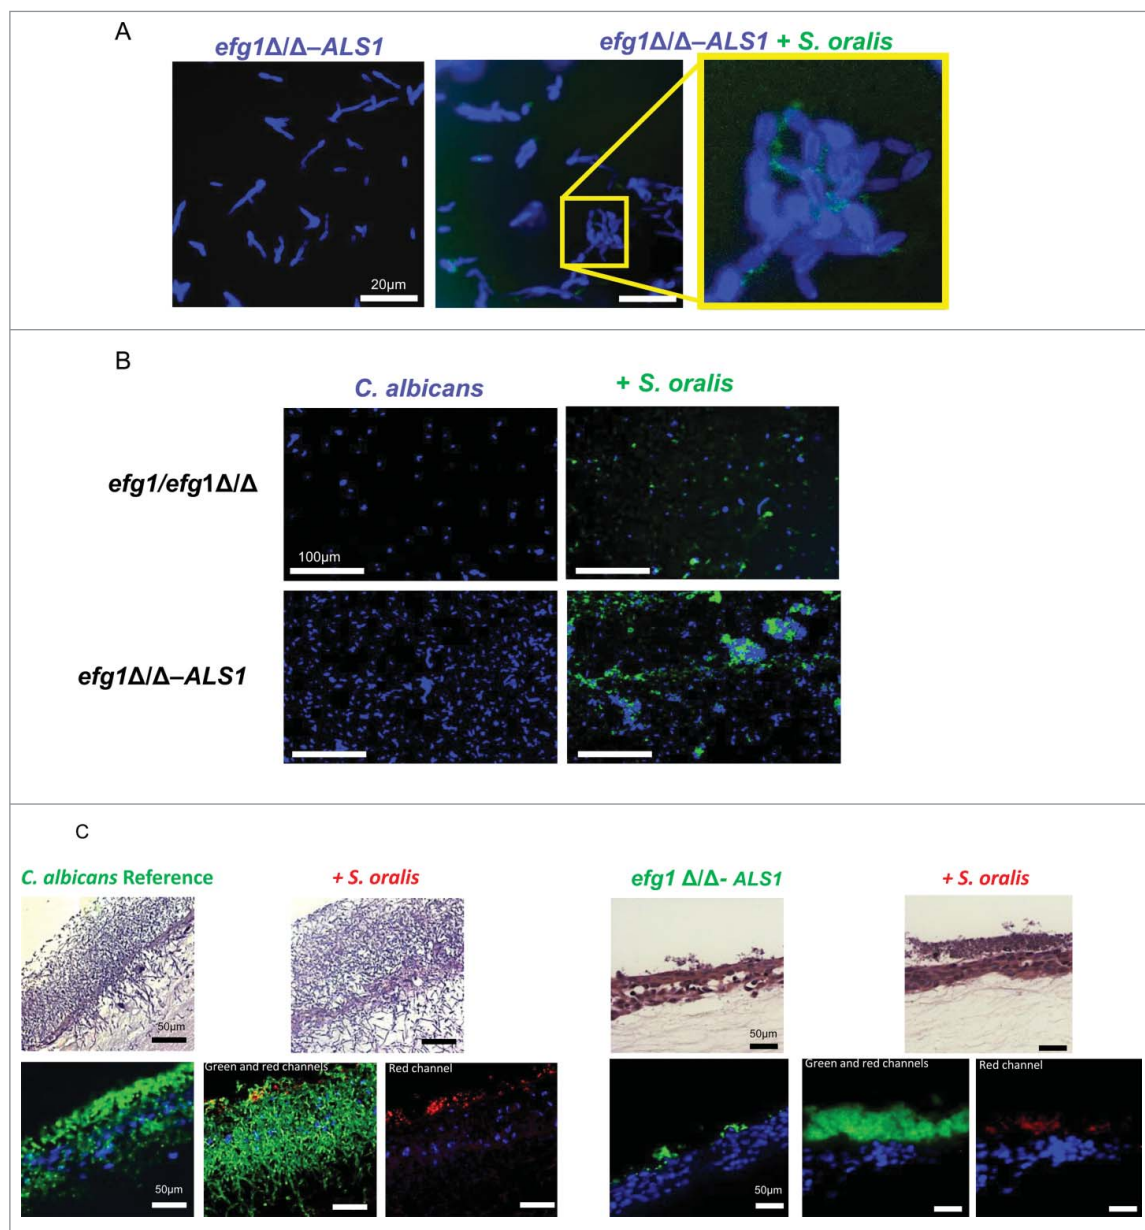 A
efg1Δ/Δ–ALS1
efg1Δ/Δ–ALS1 + S. oralis
20µm
B
C. albicans
+ S. oralis
efg1/efg1Δ/Δ
100µm
efg1Δ/Δ–ALS1
C
C. albicans Reference
+ S. oralis
efg1 Δ/Δ- ALS1
+ S. oralis
50µm
50µm
Green and red channels
Red channel
Green and red channels
Red channel
50µm
50µm